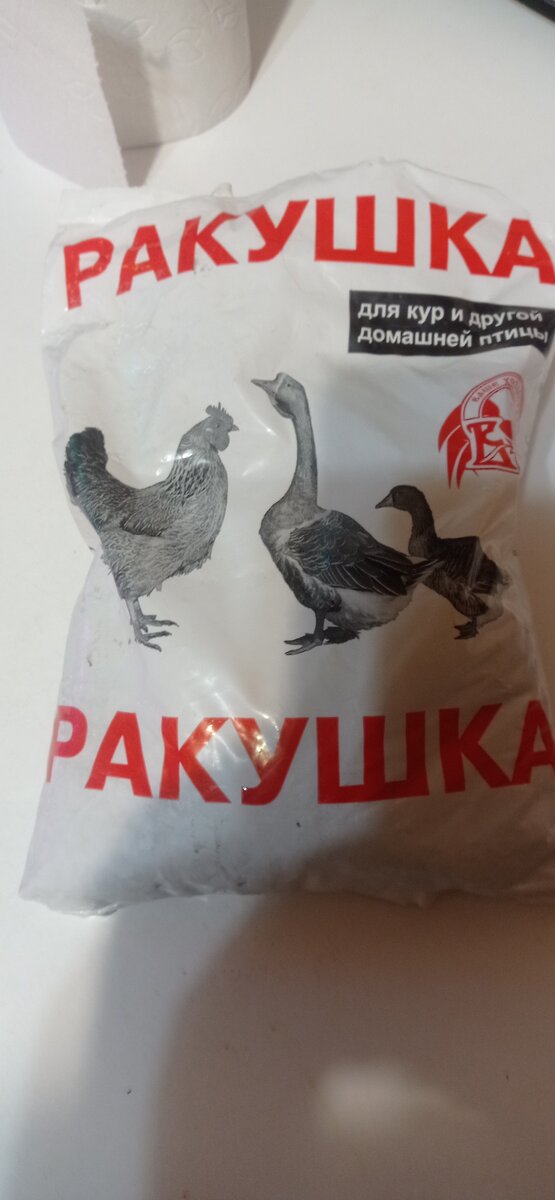 РАКУШКА
для кур и другой
домашней птицы
РАКУШКА